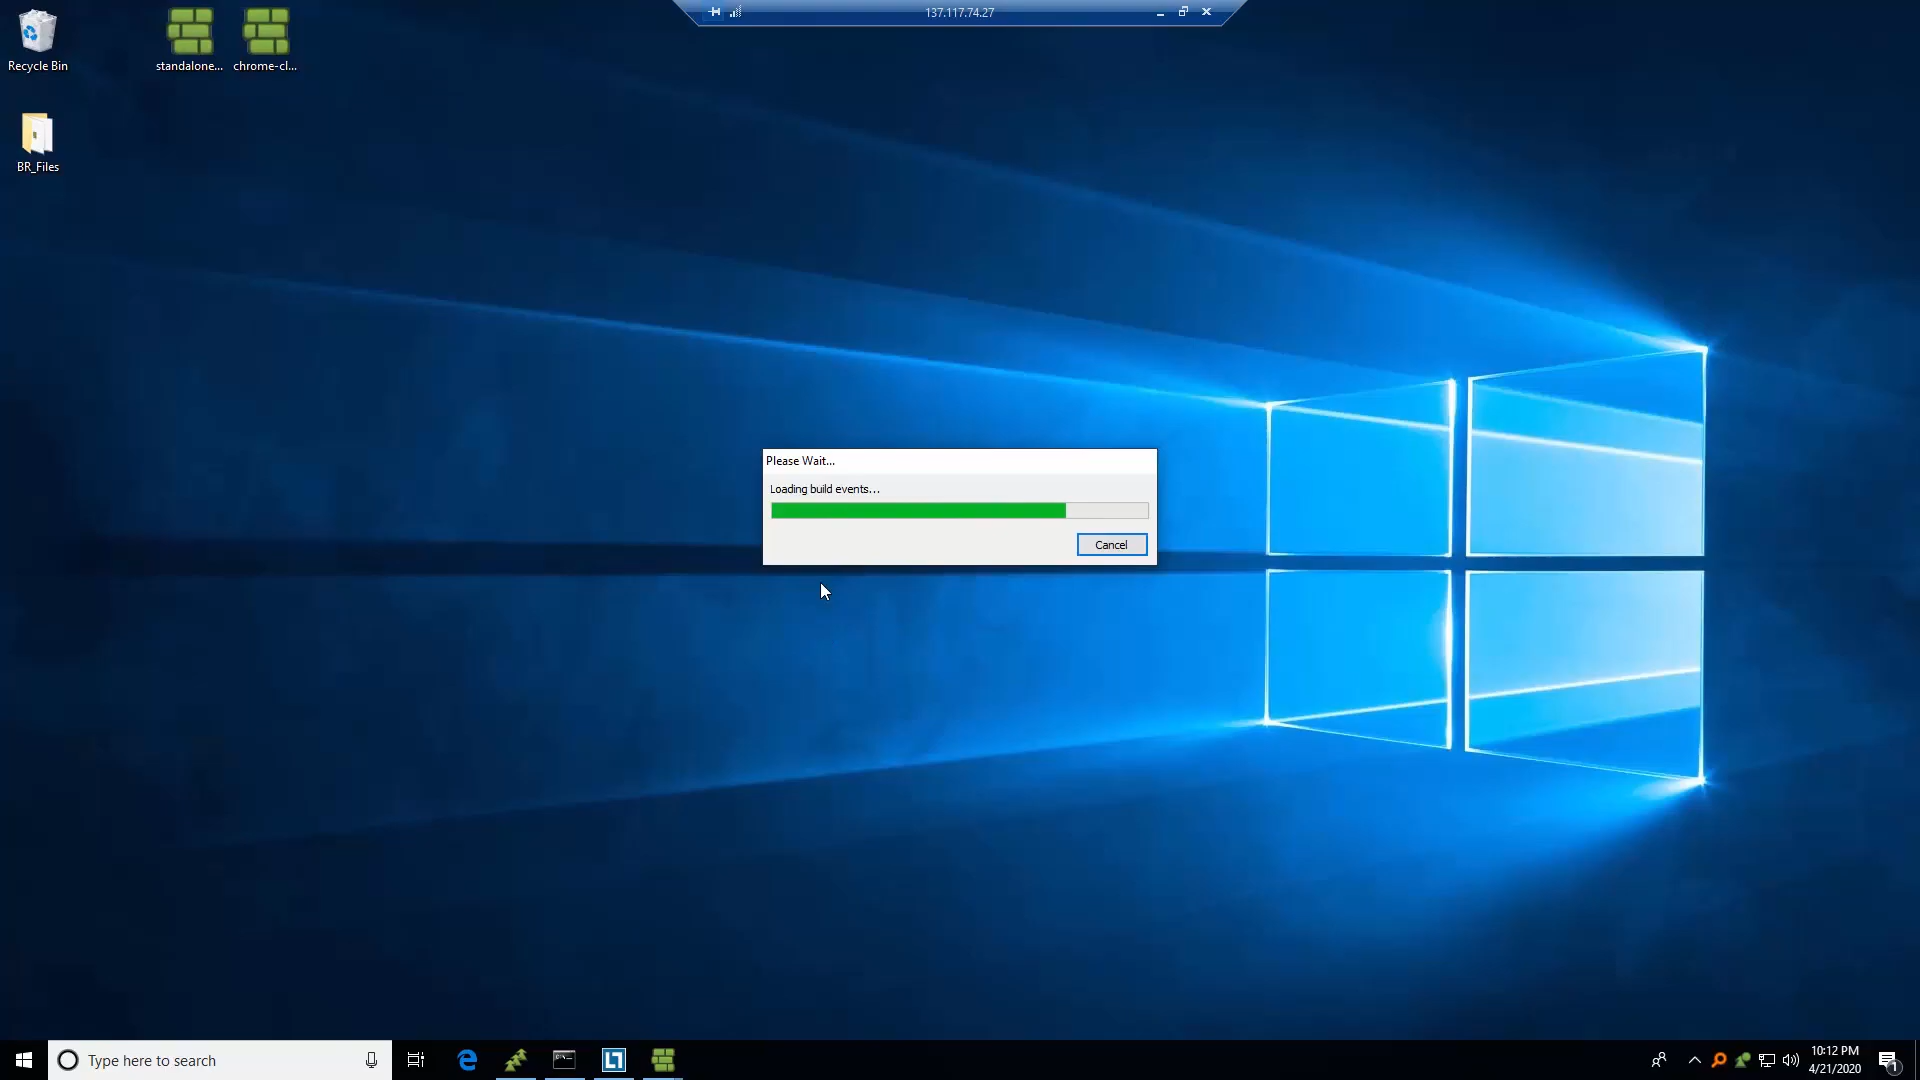 137.117.74.27
Recycle Bin
standalone...
chrome-cl...
BR_Files
Please Wait...
Loading build events...
Cancel
Type here to search
10:12 PM
4/21/2020
1